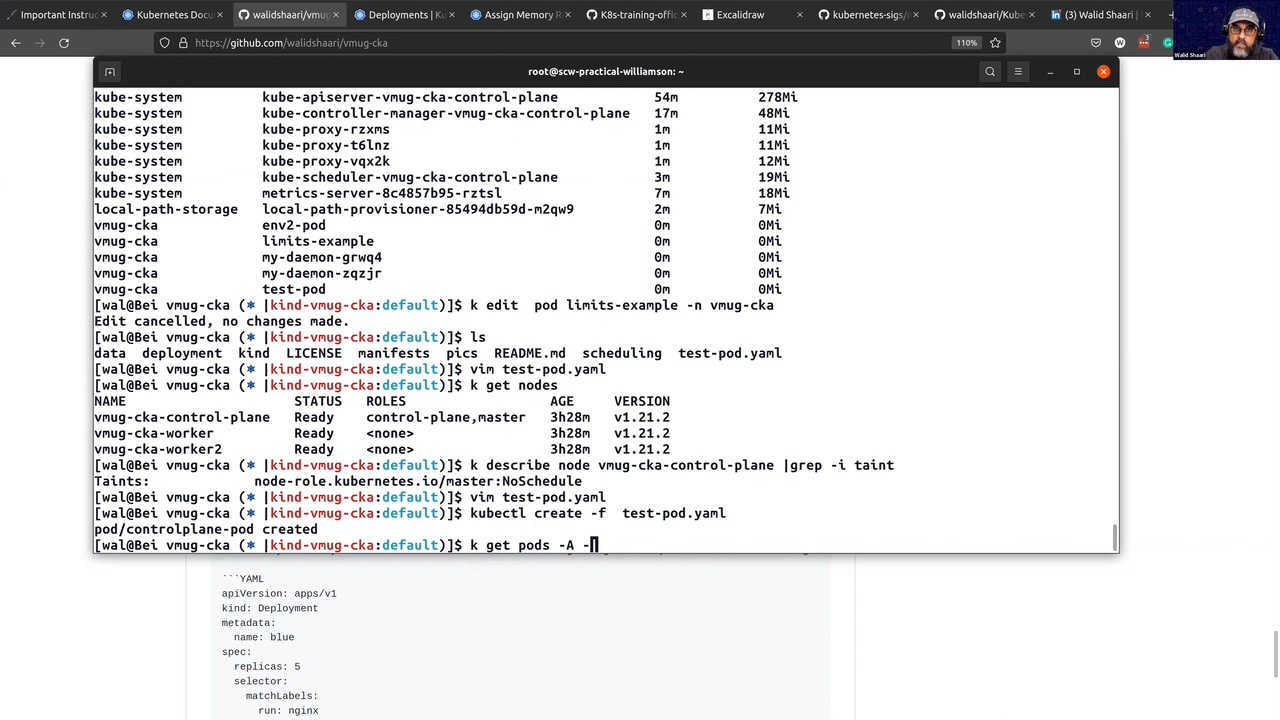 Important Instruc
Kubernetes Docu
walidshaari/vmug
Deployments | Ku
Assign Memory R
K8s-training-offic
Excalidraw
kubernetes-sigs/
walidshaari/Kube
(3) Walid Shaari |
https://github.com/walidshaari/vmug-cka
110%
Walid Shaari
root@scw-practical-williamson: ~
kube-system kube-apiserver-vmug-cka-control-plane 54m 278Mi
kube-system kube-controller-manager-vmug-cka-control-plane 17m 48Mi
kube-system kube-proxy-rzxms 1m 11Mi
kube-system kube-proxy-t6lnz 1m 11Mi
kube-system kube-proxy-vqx2k 1m 12Mi
kube-system kube-scheduler-vmug-cka-control-plane 3m 19Mi
kube-system metrics-server-8c4857b95-rztsl 7m 18Mi
local-path-storage local-path-provisioner-85494db59d-m2qw9 2m 7Mi
vmug-cka env2-pod 0m 0Mi
vmug-cka limits-example 0m 0Mi
vmug-cka my-daemon-grwq4 0m 0Mi
vmug-cka my-daemon-zqzjr 0m 0Mi
vmug-cka test-pod 0m 0Mi
[wal@Bei vmug-cka (⎈ |kind-vmug-cka:default)]$ k edit  pod limits-example -n vmug-cka
Edit cancelled, no changes made.
[wal@Bei vmug-cka (⎈ |kind-vmug-cka:default)]$ ls
data deployment kind LICENSE manifests pics README.md scheduling test-pod.yaml
[wal@Bei vmug-cka (⎈ |kind-vmug-cka:default)]$ vim test-pod.yaml
[wal@Bei vmug-cka (⎈ |kind-vmug-cka:default)]$ k get nodes
NAME STATUS ROLES AGE VERSION
vmug-cka-control-plane Ready control-plane,master 3h28m v1.21.2
vmug-cka-worker Ready <none> 3h28m v1.21.2
vmug-cka-worker2 Ready <none> 3h28m v1.21.2
[wal@Bei vmug-cka (⎈ |kind-vmug-cka:default)]$ k describe node vmug-cka-control-plane |grep -i taint
Taints: node-role.kubernetes.io/master:NoSchedule
[wal@Bei vmug-cka (⎈ |kind-vmug-cka:default)]$ vim test-pod.yaml
[wal@Bei vmug-cka (⎈ |kind-vmug-cka:default)]$ kubectl create -f  test-pod.yaml
pod/controlplane-pod created
[wal@Bei vmug-cka (⎈ |kind-vmug-cka:default)]$ k get pods -A -
```YAML
apiVersion: apps/v1
kind: Deployment
metadata:
name: blue
spec:
replicas: 5
selector:
matchLabels:
run: nginx